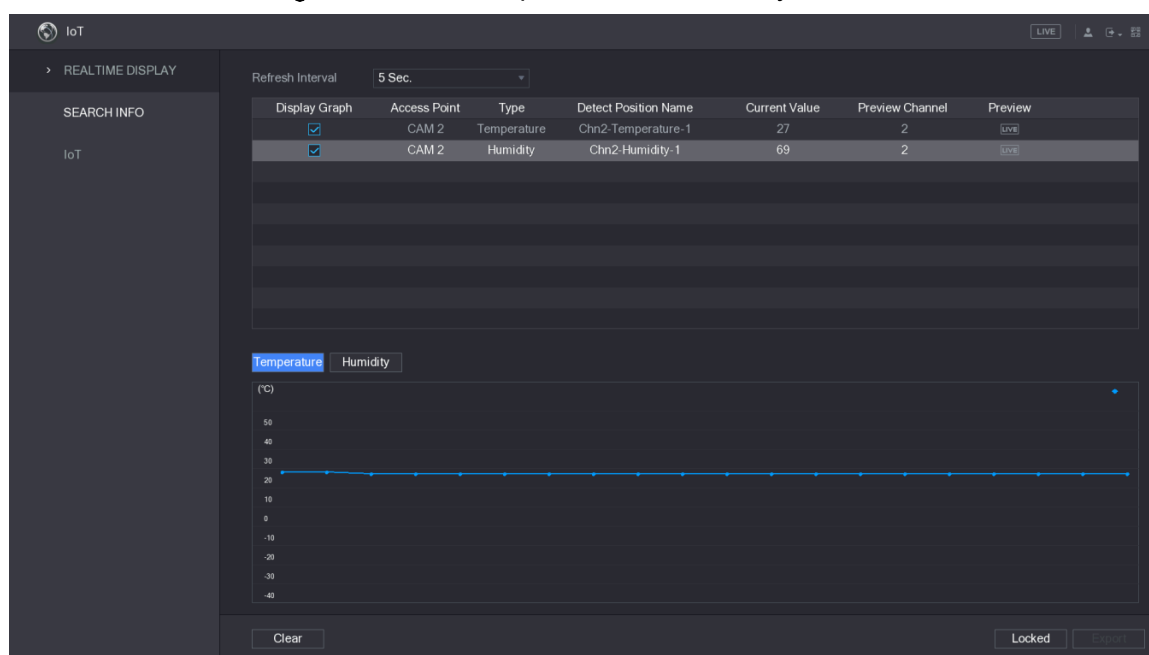 IoT
LIVE
REALTIME DISPLAY
SEARCH INFO
IoT
Refresh Interval 5 Sec.
Display Graph Access Point Type Detect Position Name Current Value Preview Channel Preview
CAM 2 Temperature Chn2-Temperature-1 27 2 LIVE
CAM 2 Humidity Chn2-Humidity-1 69 2 LIVE
Temperature Humidity
(°C)
50
40
30
20
10
0
-10
-20
-30
-40
Clear Locked Export